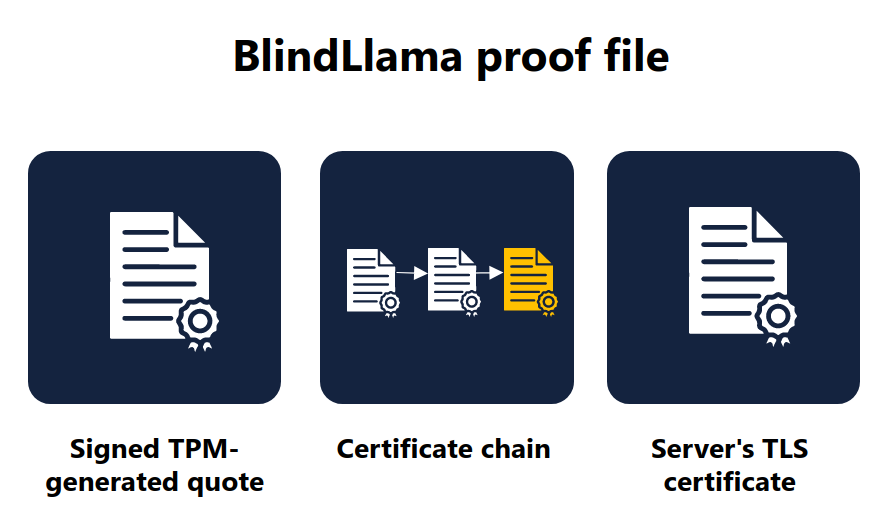 BlindLlama proof file
Signed TPM-
generated quote
Certificate chain
Server's TLS
certificate